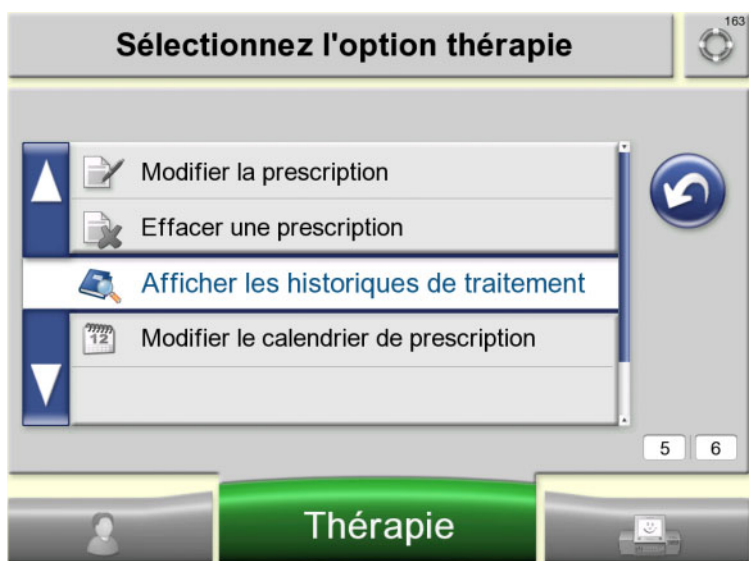 Sélectionnez l'option thérapie
163
Modifier la prescription
Effacer une prescription
Afficher les historiques de traitement
12
Modifier le calendrier de prescription
5 6
Thérapie